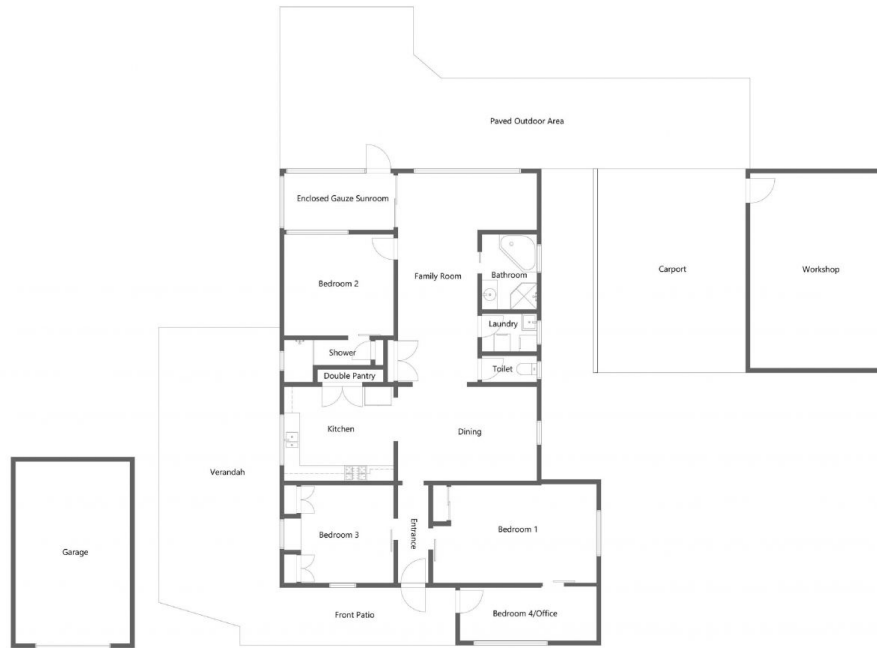 Paved Outdoor Area
Enclosed Gauze Sunroom
Family Room
Bathroom
Carport
Workshop
Bedroom 2
Laundry
Shower
Toilet
Double Pantry
Kitchen
Dining
Verandah
Bedroom 1
Entrance
Bedroom 3
Garage
Front Patio
Bedroom 4/Office